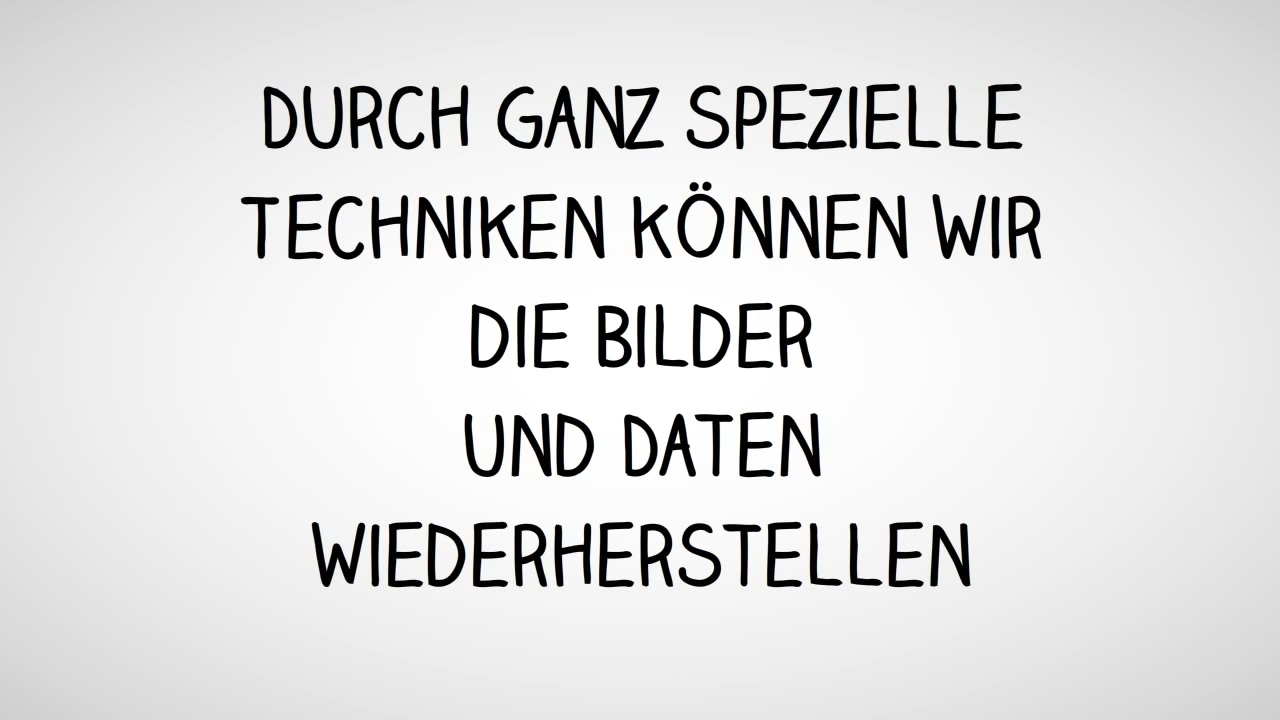 DURCH GANZ SPEZIELLE
TECHNIKEN KÖNNEN WIR
DIE BILDER
UND DATEN
WIEDERHERSTELLEN